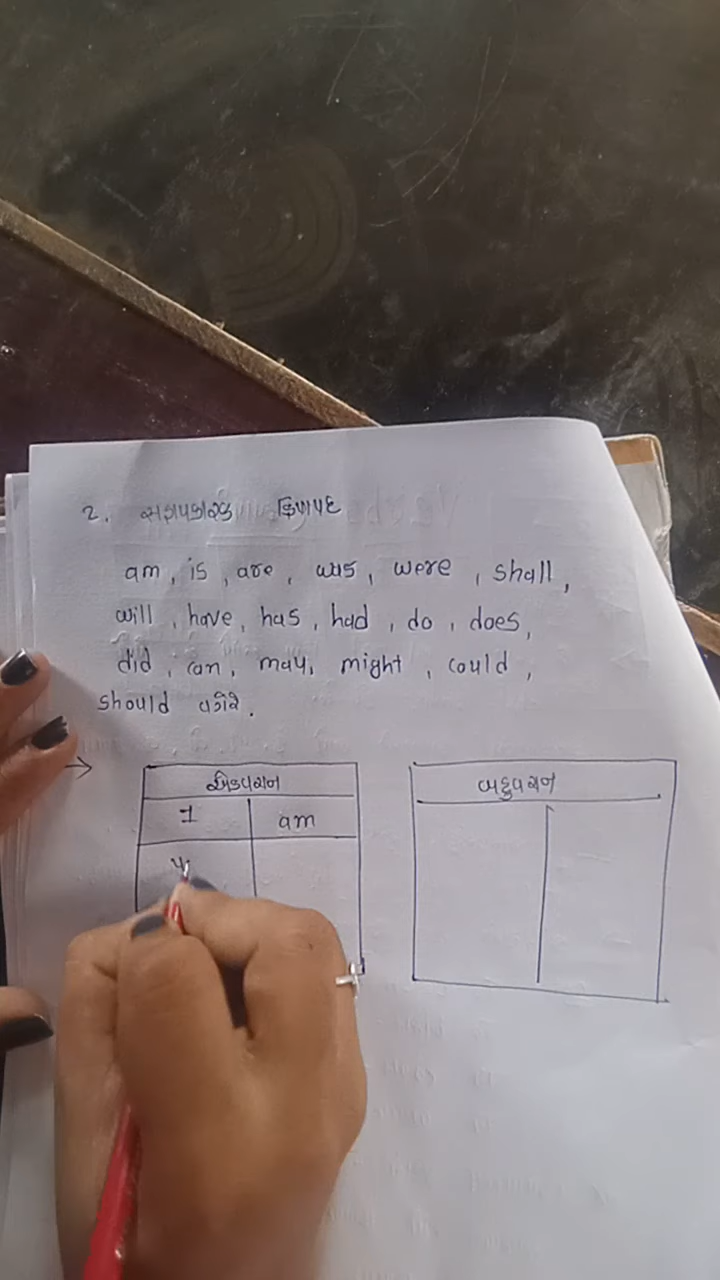 2. સહાયકારક ક્રિયાપદ
am, is, are, was, were, shall,
will, have, has, had, do, does,
did, can, may, might, could,
should વગેરે.
→
એકવચન
I am
બહુવચન